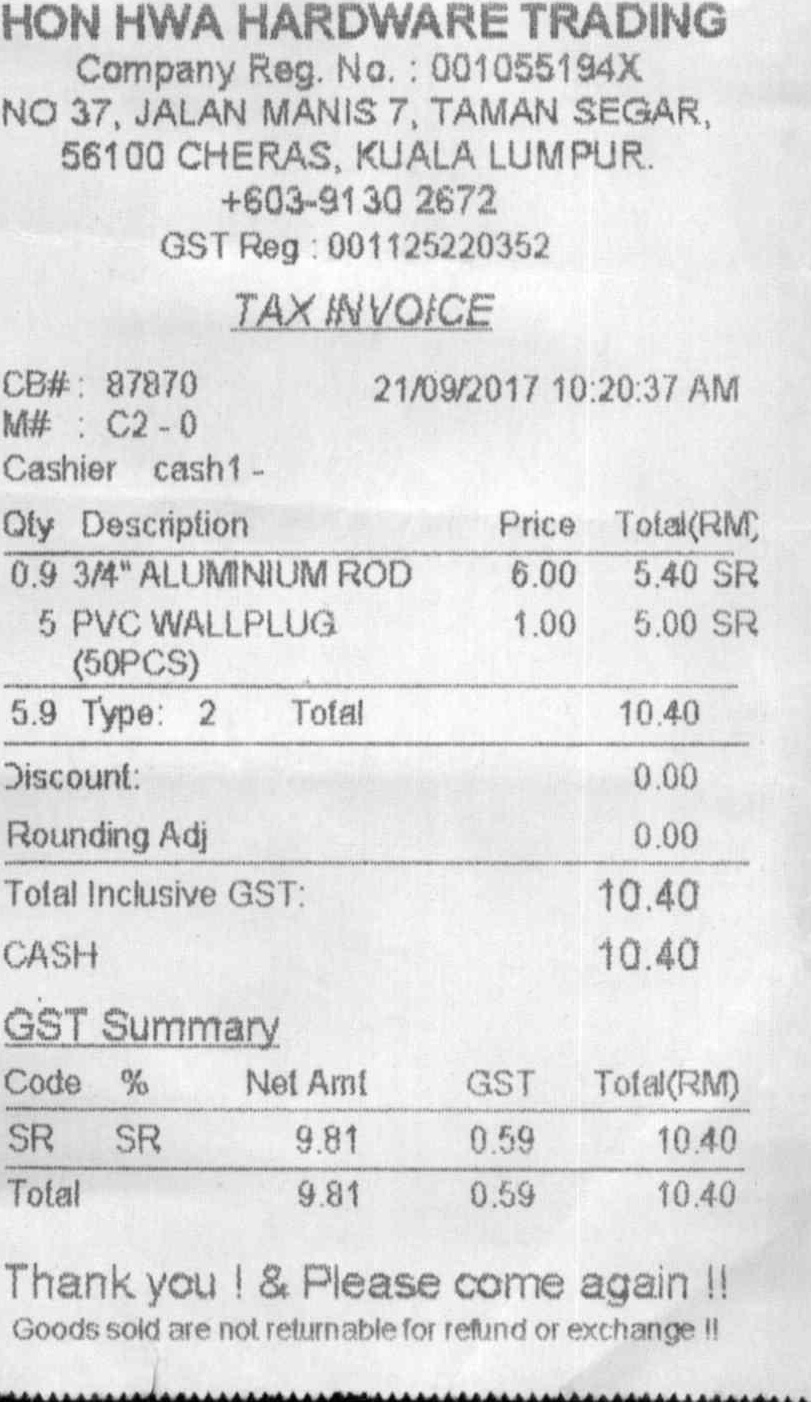 HON HWA HARDWARE TRADING
Company Reg. No. : 001055194X
NO 37, JALAN MANIS 7, TAMAN SEGAR,
56100 CHERAS, KUALA LUMPUR.
+603-9130 2672
GST Reg : 001125220352
TAX INVOICE
CB# : 87870 21/09/2017 10:20:37 AM
M# : C2 - 0
Cashier cash1 -
Qty Description Price Total(RM)
0.9 3/4" ALUMINIUM ROD 6.00 5.40 SR
5 PVC WALLPLUG 1.00 5.00 SR
(50PCS)
5.9 Type: 2 Total 10.40
Discount: 0.00
Rounding Adj 0.00
Total Inclusive GST: 10.40
CASH 10.40
GST Summary
Code % Net Amt GST Total(RM)
SR SR 9.81 0.59 10.40
Total 9.81 0.59 10.40
Thank you ! & Please come again !!
Goods sold are not returnable for refund or exchange !!